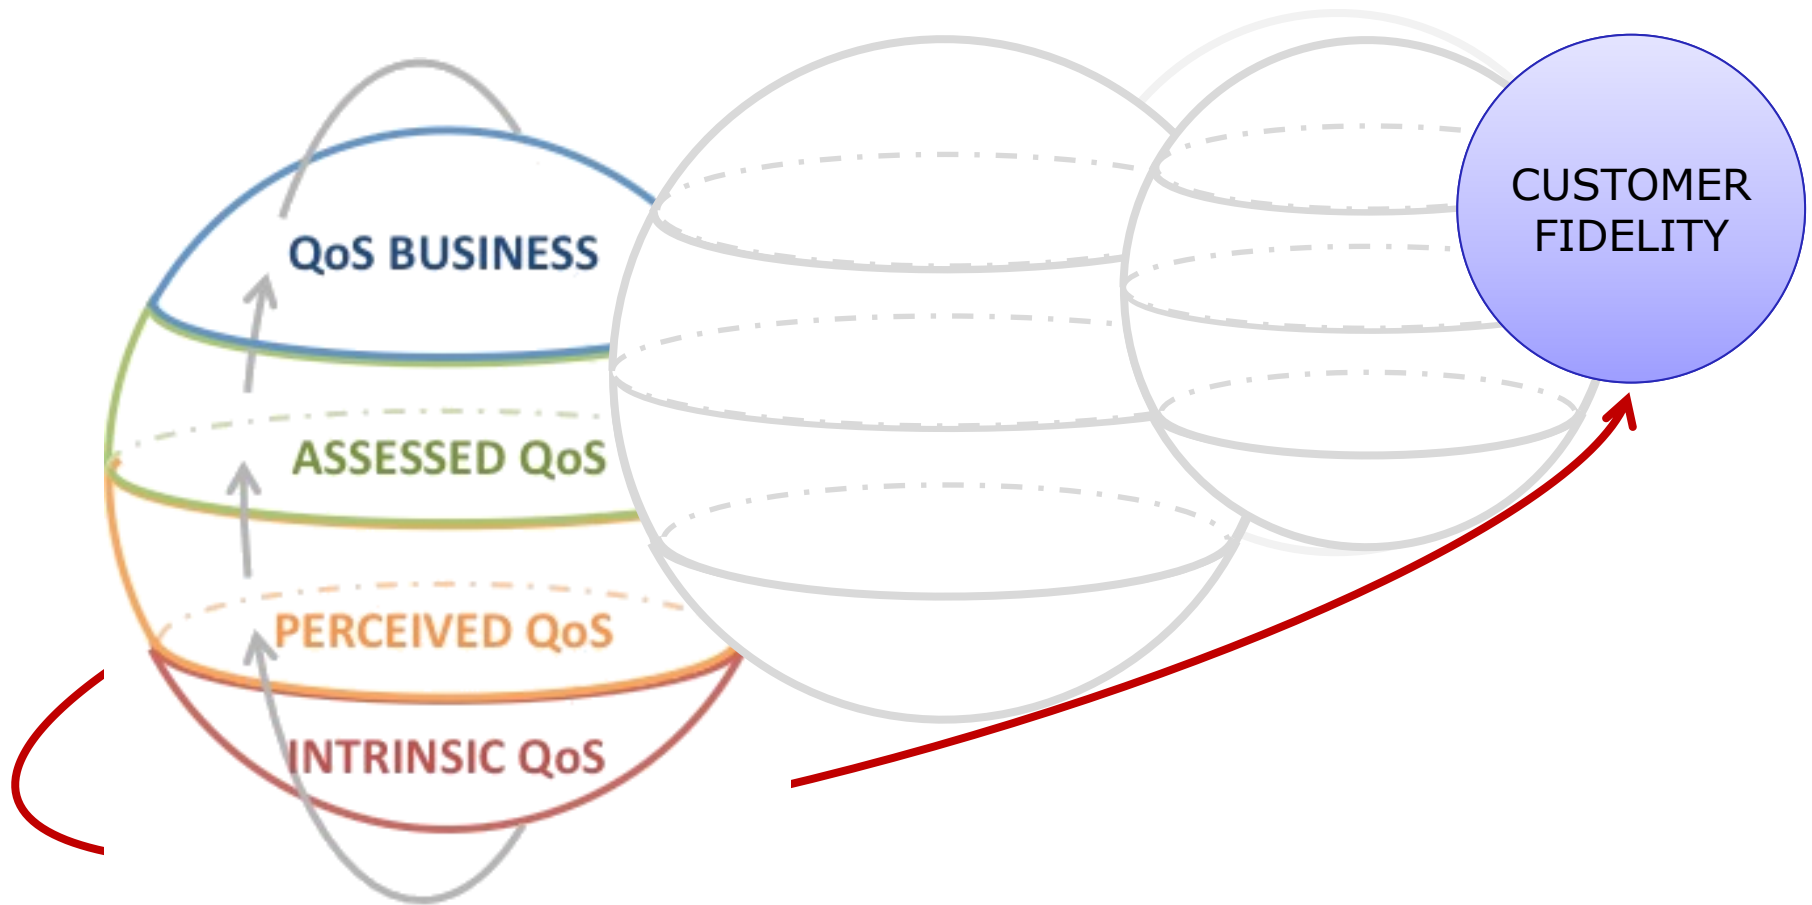 QoS BUSINESS
ASSESSED QoS
PERCEIVED QoS
INTRINSIC QoS
CUSTOMER
FIDELITY